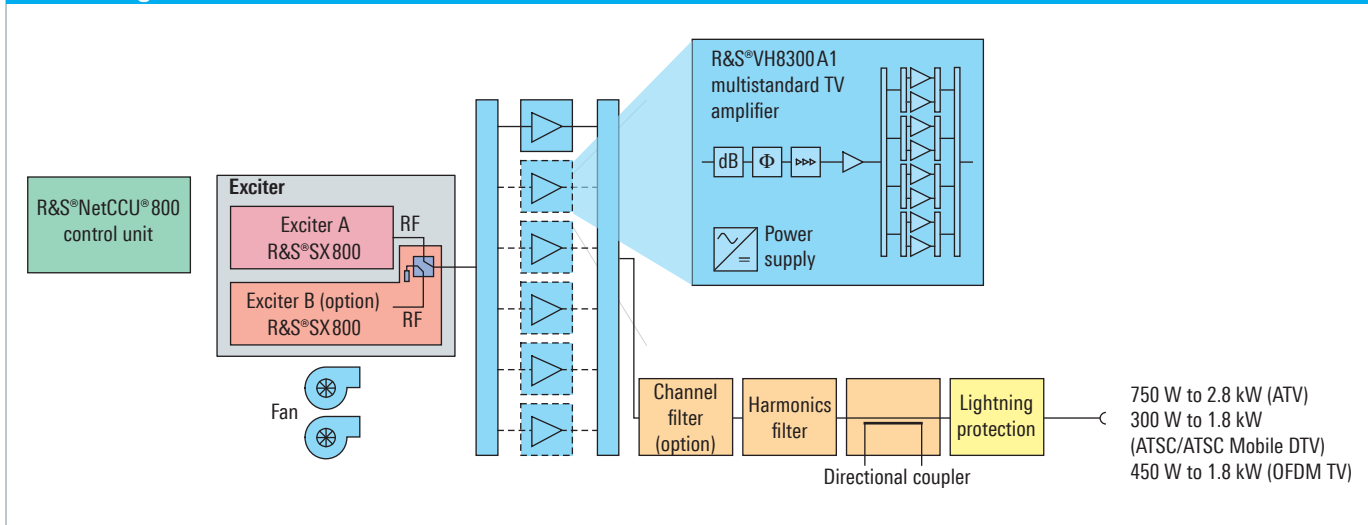 R&S®NetCCU®800
control unit
Exciter
Exciter A
R&S®SX800
RF
Exciter B (option)
R&S®SX800
RF
Fan
R&S®VH8300A1
multistandard TV
amplifier
dB
Φ
Power
supply
Channel
filter
(option)
Harmonics
filter
Directional coupler
Lightning
protection
750 W to 2.8 kW (ATV)
300 W to 1.8 kW
(ATSC/ATSC Mobile DTV)
450 W to 1.8 kW (OFDM TV)